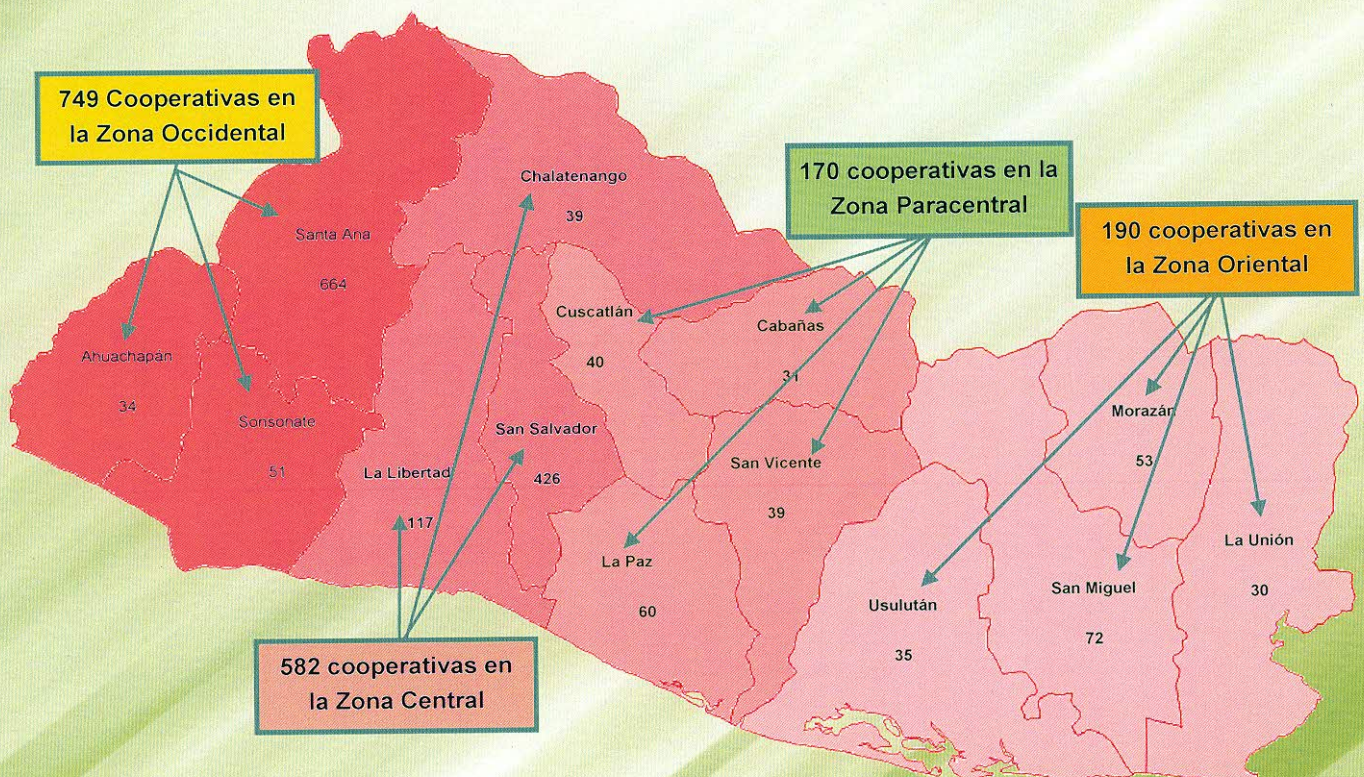 749 Cooperativas en
la Zona Occidental
Chalatenango
39
170 cooperativas en la
Zona Paracentral
190 cooperativas en
la Zona Oriental
Santa Ana
664
Cuscatlán
40
Cabañas
31
Ahuachapán
34
Sonsonate
51
La Libertad
117
San Salvador
426
San Vicente
39
Morazán
53
La Paz
60
Usulután
35
San Miguel
72
La Unión
30
582 cooperativas en
la Zona Central